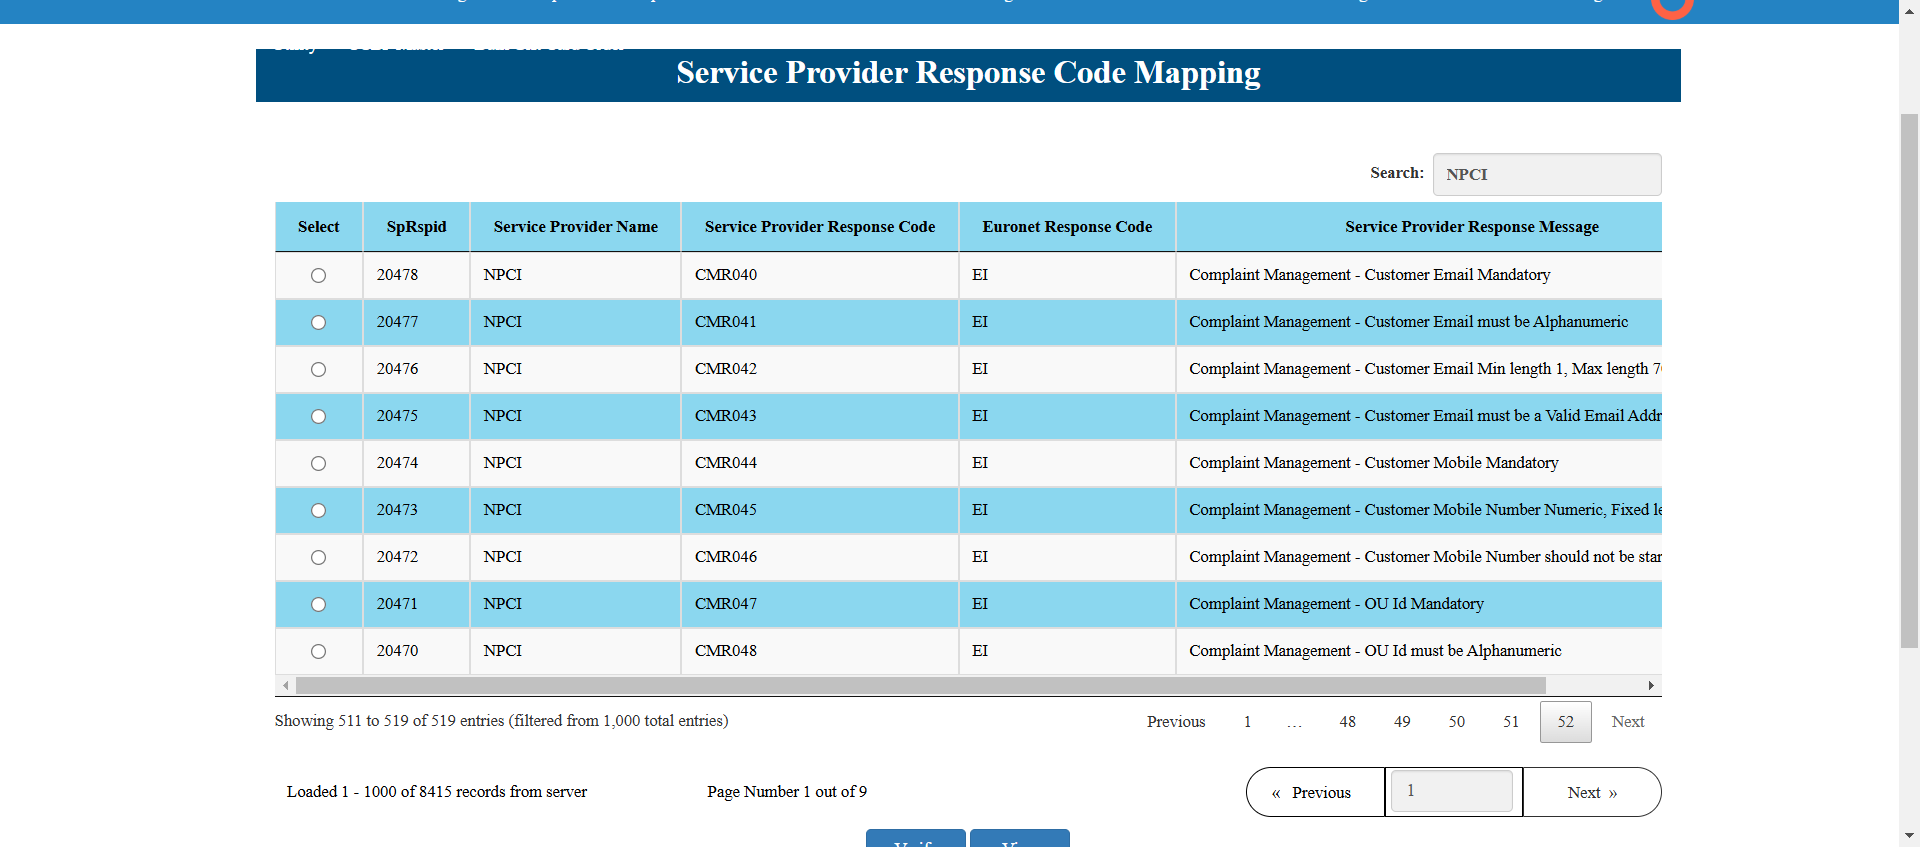 Service Provider Response Code Mapping
Search: NPCI
Select SpRspid Service Provider Name Service Provider Response Code Euronet Response Code Service Provider Response Message
20478 NPCI CMR040 EI Complaint Management - Customer Email Mandatory
20477 NPCI CMR041 EI Complaint Management - Customer Email must be Alphanumeric
20476 NPCI CMR042 EI Complaint Management - Customer Email Min length 1, Max length 7
20475 NPCI CMR043 EI Complaint Management - Customer Email must be a Valid Email Addr
20474 NPCI CMR044 EI Complaint Management - Customer Mobile Mandatory
20473 NPCI CMR045 EI Complaint Management - Customer Mobile Number Numeric, Fixed le
20472 NPCI CMR046 EI Complaint Management - Customer Mobile Number should not be star
20471 NPCI CMR047 EI Complaint Management - OU Id Mandatory
20470 NPCI CMR048 EI Complaint Management - OU Id must be Alphanumeric
Showing 511 to 519 of 519 entries (filtered from 1,000 total entries) Previous 1 ... 48 49 50 51 52 Next
Loaded 1 - 1000 of 8415 records from server Page Number 1 out of 9 « Previous 1 Next »